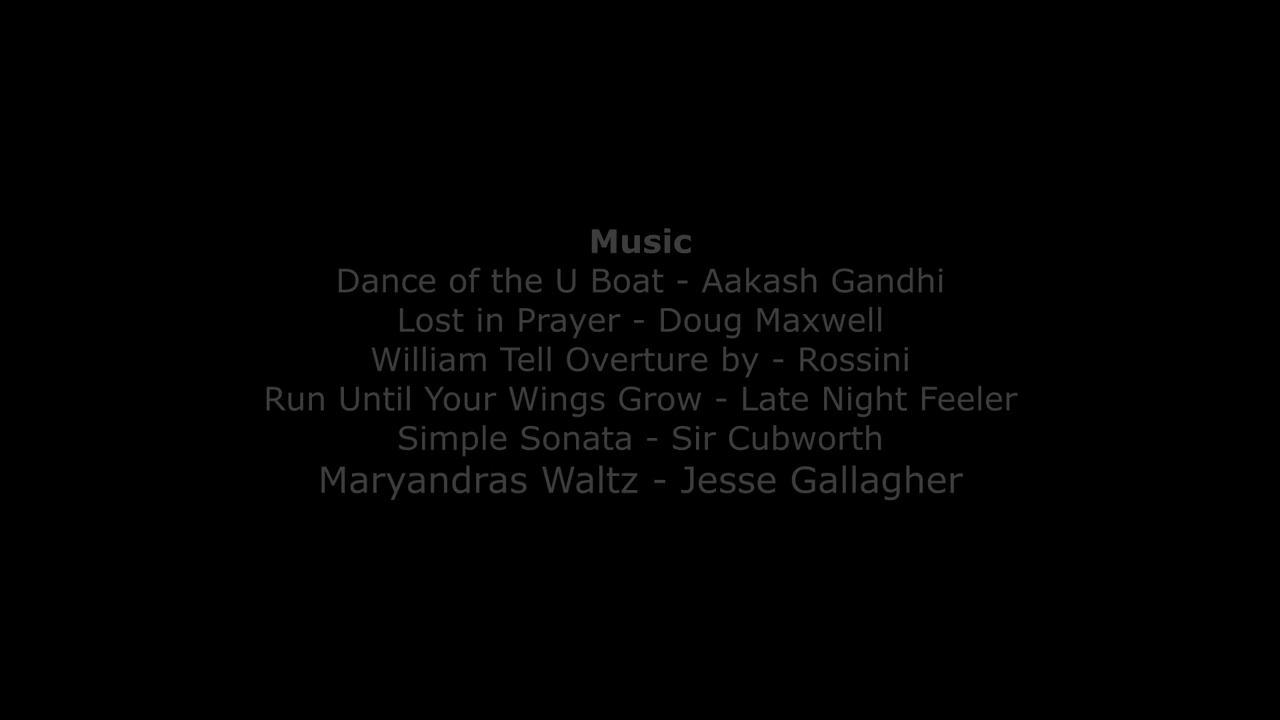 Music
Dance of the U Boat - Aakash Gandhi
Lost in Prayer - Doug Maxwell
William Tell Overture by - Rossini
Run Until Your Wings Grow - Late Night Feeler
Simple Sonata - Sir Cubworth
Maryandras Waltz - Jesse Gallagher